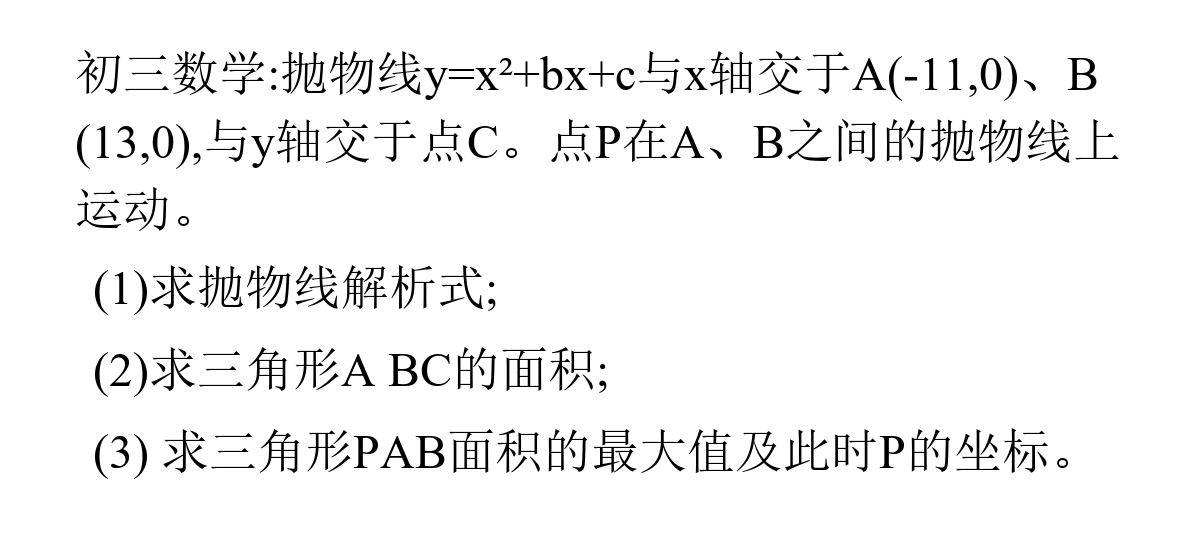 初三数学:抛物线y=x²+bx+c与x轴交于A(-11,0)、B
(13,0),与y轴交于点C。点P在A、B之间的抛物线上
运动。
(1)求抛物线解析式;
(2)求三角形A BC的面积;
(3) 求三角形PAB面积的最大值及此时P的坐标。